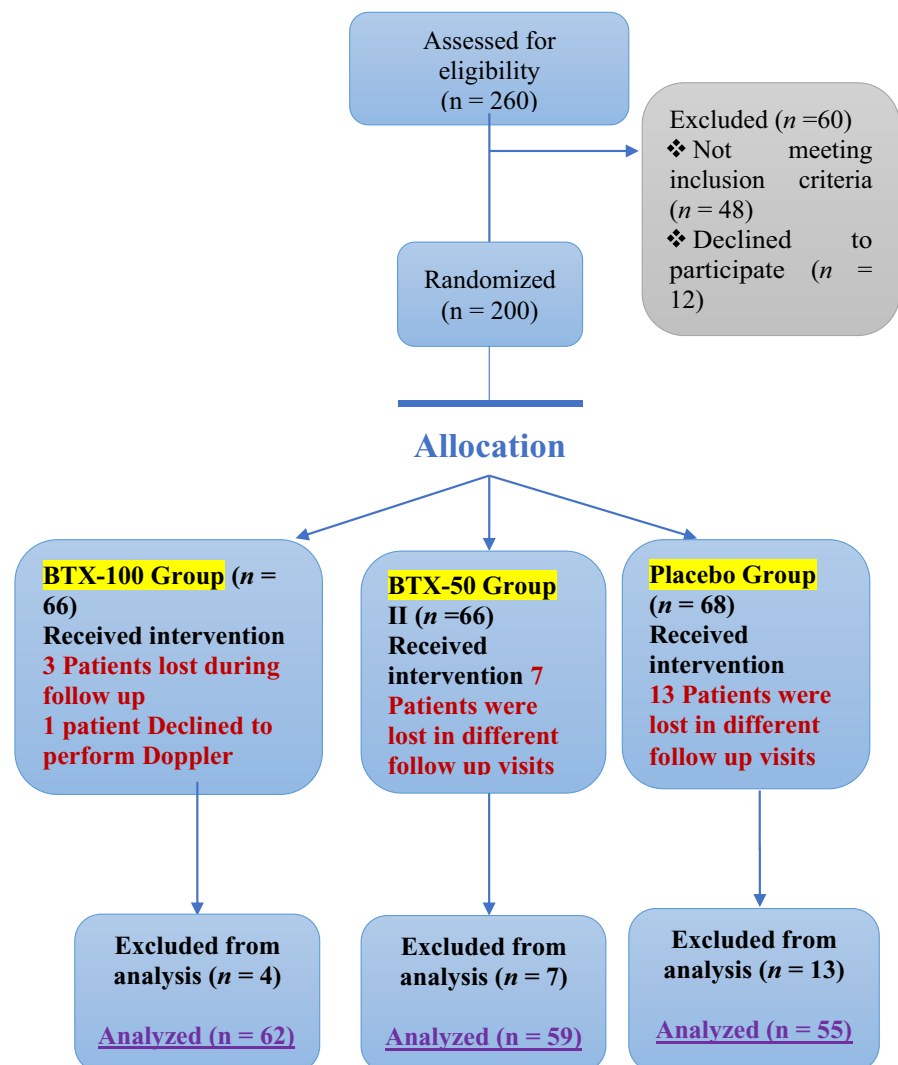 Assessed for
eligibility
(n = 260)
Excluded (n =60)
❖ Not meeting
inclusion criteria
(n = 48)
❖ Declined to
participate (n =
12)
Randomized
(n = 200)
Allocation
BTX-100 Group (n =
66)
Received intervention
3 Patients lost during
follow up
1 patient Declined to
perform Doppler
BTX-50 Group
II (n =66)
Received
intervention 7
Patients were
lost in different
follow up visits
Placebo Group
(n = 68)
Received
intervention
13 Patients were
lost in different
follow up visits
Excluded from
analysis (n = 4)
Analyzed (n = 62)
Excluded from
analysis (n = 7)
Analyzed (n = 59)
Excluded from
analysis (n = 13)
Analyzed (n = 55)